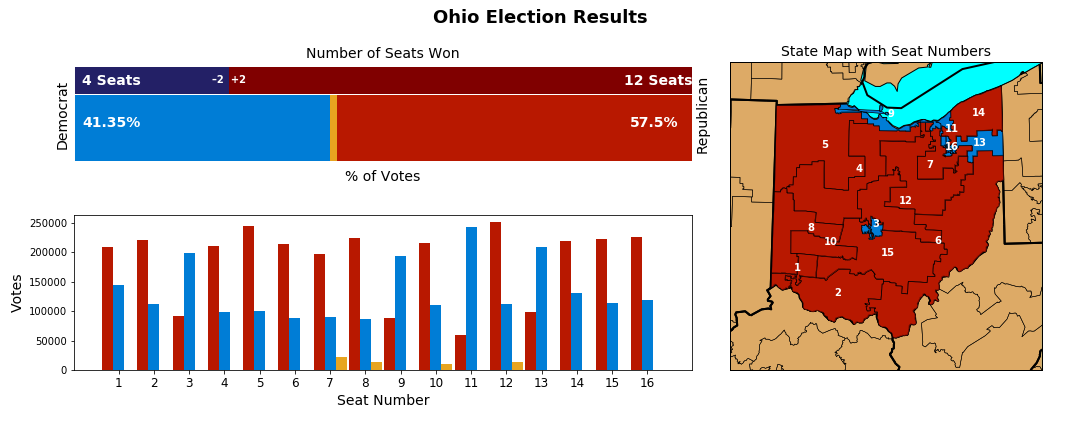 Ohio Election Results
Number of Seats Won
4 Seats
-2
+2
12 Seats
Democrat
41.35%
57.5%
Republican
% of Votes
State Map with Seat Numbers
9
14
11
13
16
5
7
4
12
3
8
10
6
15
1
2
Votes
250000
200000
150000
100000
50000
0
1 2 3 4 5 6 7 8 9 10 11 12 13 14 15 16
Seat Number